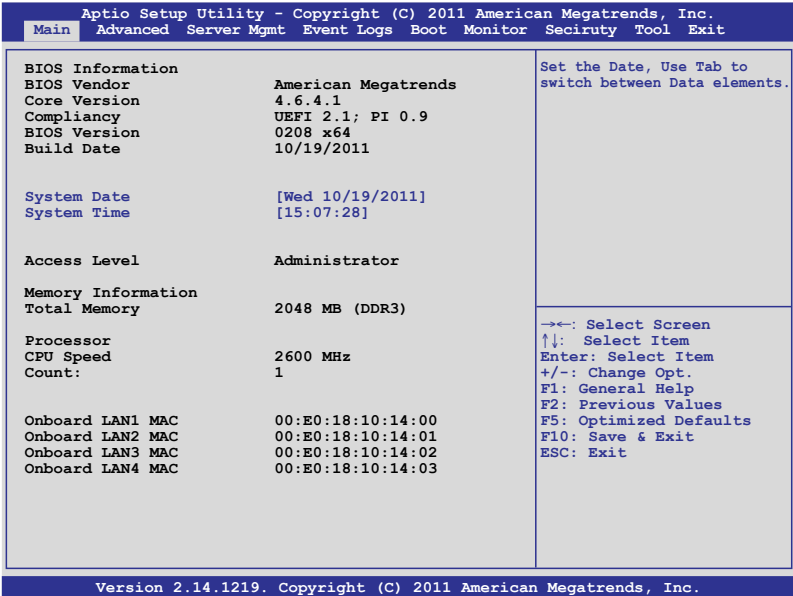 Aptio Setup Utility - Copyright (C) 2011 American Megatrends, Inc.
Main Advanced Server Mgmt Event Logs Boot Monitor Seciruty Tool Exit
BIOS Information
BIOS Vendor American Megatrends
Core Version 4.6.4.1
Compliancy UEFI 2.1; PI 0.9
BIOS Version 0208 x64
Build Date 10/19/2011
System Date [Wed 10/19/2011]
System Time [15:07:28]
Access Level Administrator
Memory Information
Total Memory 2048 MB (DDR3)
Processor
CPU Speed 2600 MHz
Count: 1
Onboard LAN1 MAC 00:E0:18:10:14:00
Onboard LAN2 MAC 00:E0:18:10:14:01
Onboard LAN3 MAC 00:E0:18:10:14:02
Onboard LAN4 MAC 00:E0:18:10:14:03
Set the Date, Use Tab to
switch between Data elements.
→←: Select Screen
↑↓: Select Item
Enter: Select Item
+/-: Change Opt.
F1: General Help
F2: Previous Values
F5: Optimized Defaults
F10: Save & Exit
ESC: Exit
Version 2.14.1219. Copyright (C) 2011 American Megatrends, Inc.